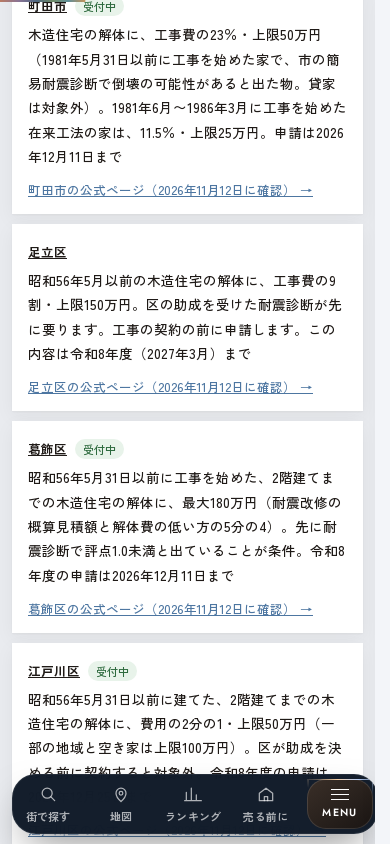 町田市 受付中
木造住宅の解体に、工事費の23%・上限50万円
（1981年5月31日以前に工事を始めた家で、市の簡
易耐震診断で倒壊の可能性があると出た物。貸家
は対象外）。1981年6月〜1986年3月に工事を始めた
在来工法の家は、11.5%・上限25万円。申請は2026
年12月11日まで
町田市の公式ページ（2026年11月12日に確認） →
足立区
昭和56年5月以前の木造住宅の解体に、工事費の9
割・上限150万円。区の助成を受けた耐震診断が先
に要ります。工事の契約の前に申請します。この
内容は令和8年度（2027年3月）まで
足立区の公式ページ（2026年11月12日に確認） →
葛飾区 受付中
昭和56年5月31日以前に工事を始めた、2階建てま
での木造住宅の解体に、最大180万円（耐震改修の
概算見積額と解体費の低い方の5分の4）。先に耐
震診断で評点1.0未満と出ていることが条件。令和8
年度の申請は2026年12月11日まで
葛飾区の公式ページ（2026年11月12日に確認） →
江戸川区 受付中
昭和56年5月31日以前に建てた、2階建てまでの木
造住宅の解体に、費用の2分の1・上限50万円（一
部の地域と空き家は上限100万円）。区が助成を決
める前に契約すると対象外。令和8年度の申請は
街で探す 地図 ランキング 売る前に MENU